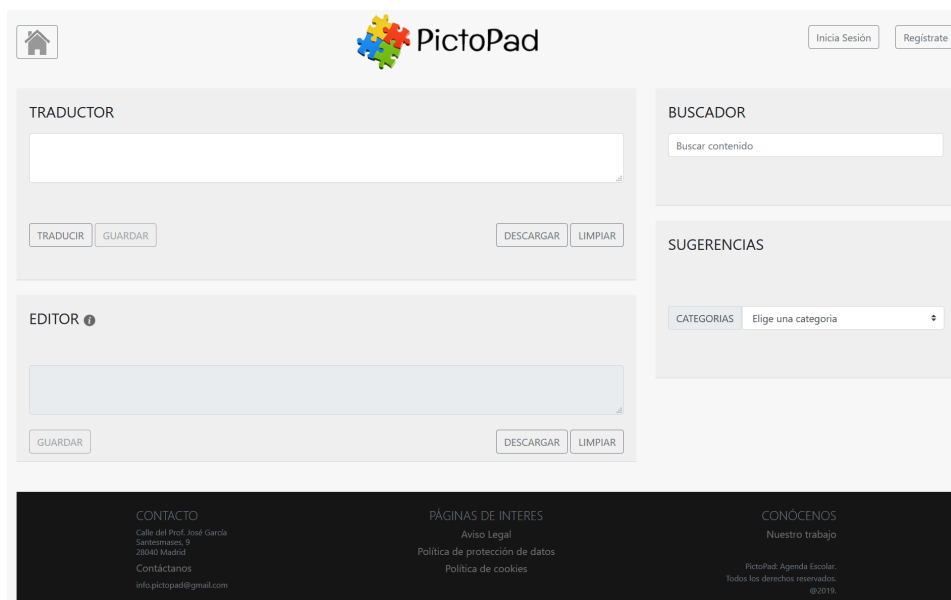 PictoPad
Inicia Sesión
Regístrate
TRADUCTOR
TRADUCIR
GUARDAR
DESCARGAR
LIMPIAR
BUSCADOR
Buscar contenido
SUGERENCIAS
CATEGORIAS
Elige una categoria
EDITOR
GUARDAR
DESCARGAR
LIMPIAR
CONTACTO
Calle del Prof. José García
Santesmases, 9
28040 Madrid
Contáctanos
info.pictopad@gmail.com
PÁGINAS DE INTERES
Aviso Legal
Política de protección de datos
Política de cookies
CONÓCENOS
Nuestro trabajo
PictoPad: Agenda Escolar.
Todos los derechos reservados.
@2019.